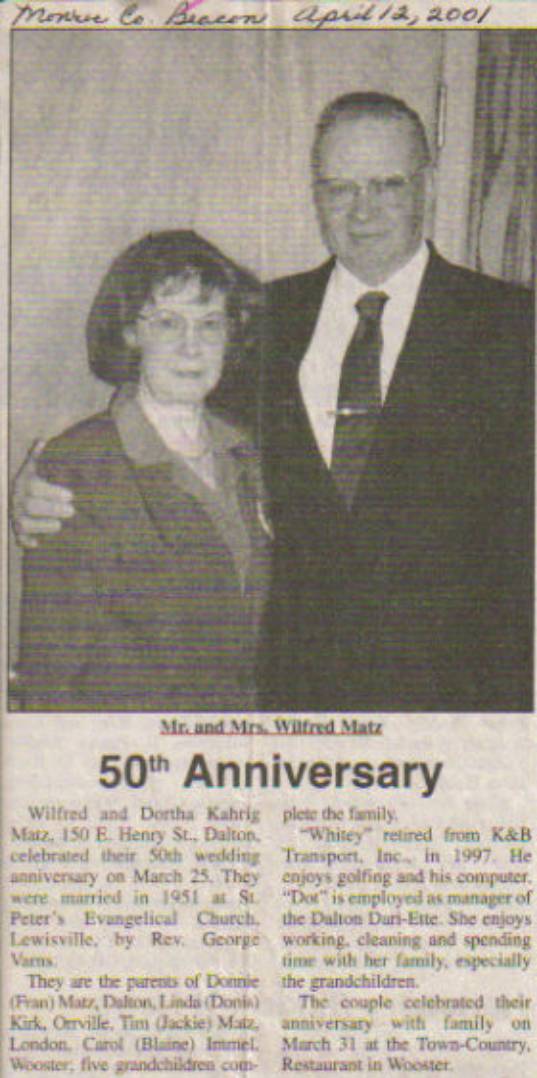 Monroe Co. Beacon April 12, 2001
Mr. and Mrs. Wilfred Matz
50th Anniversary
Wilfred and Dortha Kahrig
Matz, 150 E. Henry St., Dalton,
celebrated their 50th wedding
anniversary on March 25. They
were married in 1951 at St.
Peter's Evangelical Church,
Lewisville, by Rev. George
Varns.
They are the parents of Donnie
(Fran) Matz, Dalton, Linda (Donis)
Kirk, Orrville, Tim (Jackie) Matz,
London, Carol (Blaine) Immel,
Wooster; five grandchildren com-
plete the family.
"Whitey" retired from K&B
Transport, Inc., in 1997. He
enjoys golfing and his computer.
"Dot" is employed as manager of
the Dalton Dari-Ette. She enjoys
working, cleaning and spending
time with her family, especially
the grandchildren.
The couple celebrated their
anniversary with family on
March 31 at the Town-Country,
Restaurant in Wooster.